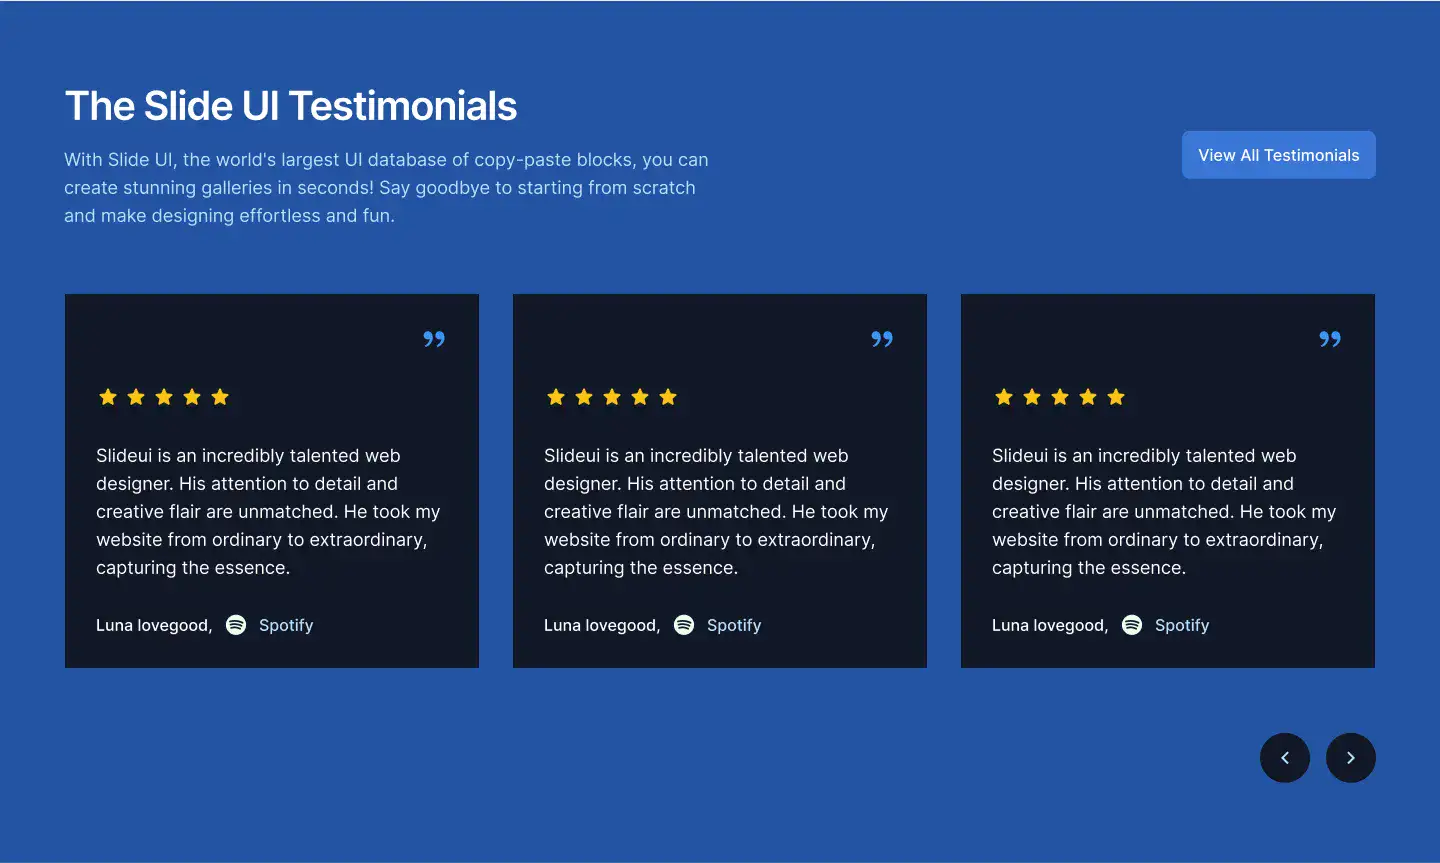 The Slide UI Testimonials
With Slide UI, the world's largest UI database of copy-paste blocks, you can
create stunning galleries in seconds! Say goodbye to starting from scratch
and make designing effortless and fun.
View All Testimonials
”
Slideui is an incredibly talented web
designer. His attention to detail and
creative flair are unmatched. He took my
website from ordinary to extraordinary,
capturing the essence.
Luna lovegood, Spotify
”
Slideui is an incredibly talented web
designer. His attention to detail and
creative flair are unmatched. He took my
website from ordinary to extraordinary,
capturing the essence.
Luna lovegood, Spotify
”
Slideui is an incredibly talented web
designer. His attention to detail and
creative flair are unmatched. He took my
website from ordinary to extraordinary,
capturing the essence.
Luna lovegood, Spotify